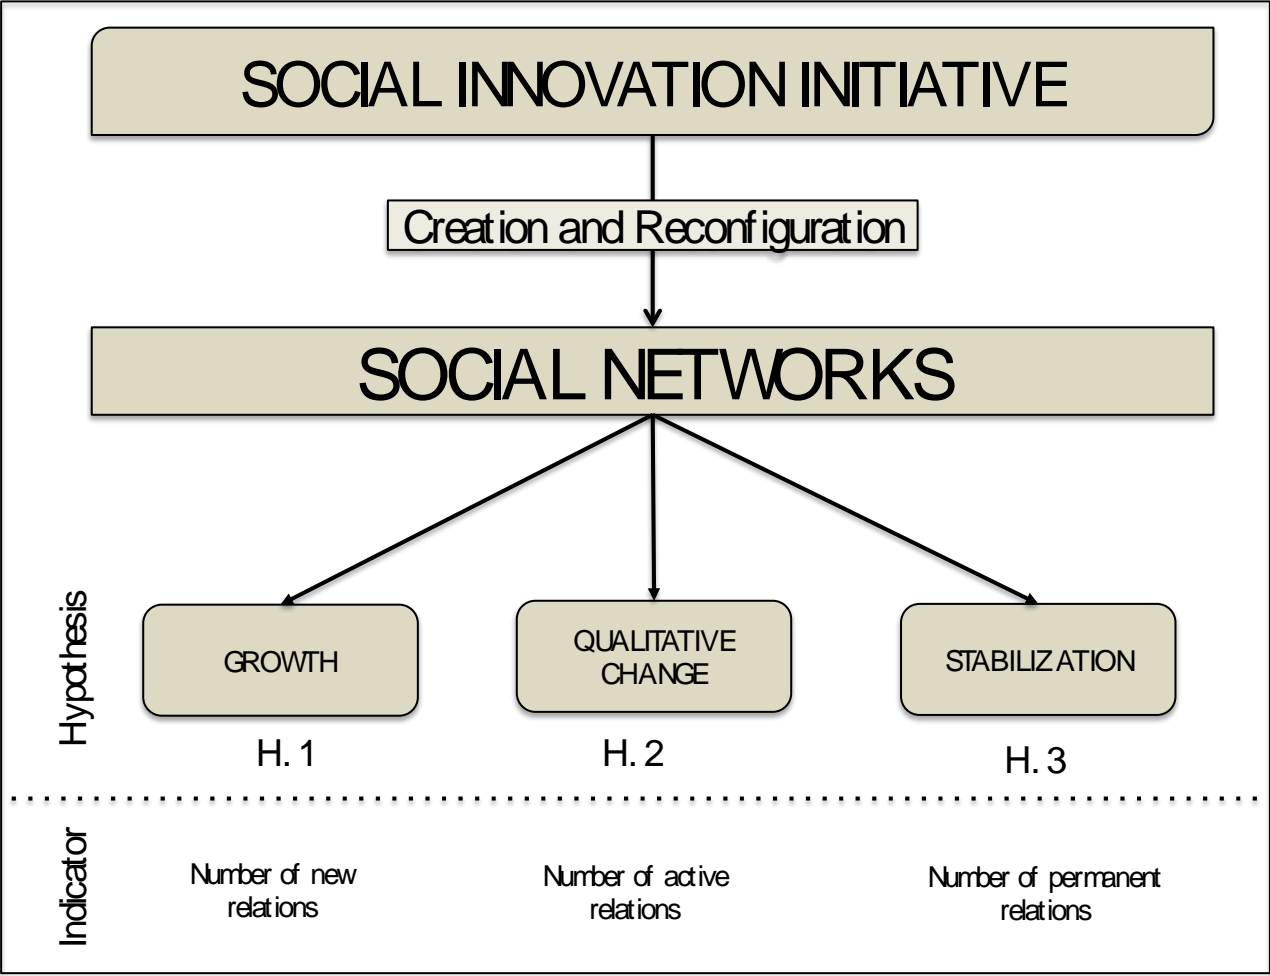 SOCIAL INNOVATION INITIATIVE
Creation and Reconfiguration
SOCIAL NETWORKS
Hypothesis
GROWTH
QUALITATIVE
CHANGE
STABILIZATION
H. 1
H. 2
H. 3
Indicator
Number of new
relations
Number of active
relations
Number of permanent
relations